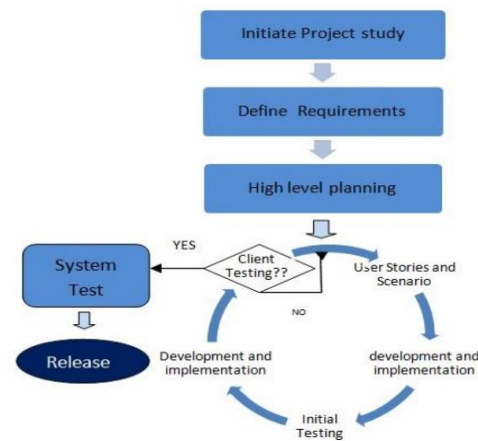 Initiate Project study
Define Requirements
High level planning
YES
Client
Testing??
System
Test
User Stories and
Scenario
NO
Release
Development and
implementation
development and
implementation
Initial
Testing